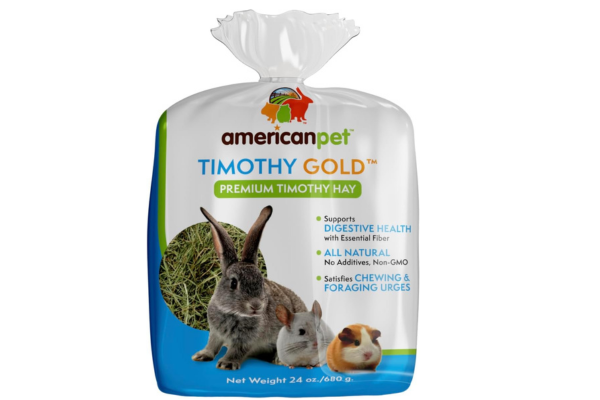 americanpet™
TIMOTHY GOLD™
PREMIUM TIMOTHY HAY
• Supports
DIGESTIVE HEALTH
with Essential Fiber
• ALL NATURAL
No Additives, Non-GMO
• Satisfies CHEWING &
FORAGING URGES
Net Weight 24 oz./680 g.